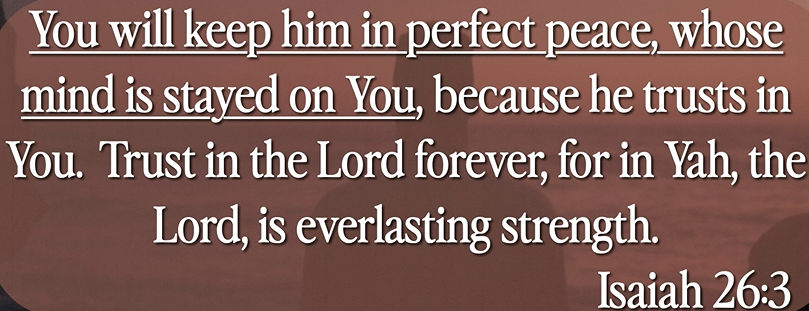 You will keep him in perfect peace, whose
mind is stayed on You, because he trusts in
You. Trust in the Lord forever, for in Yah, the
Lord, is everlasting strength.
Isaiah 26:3